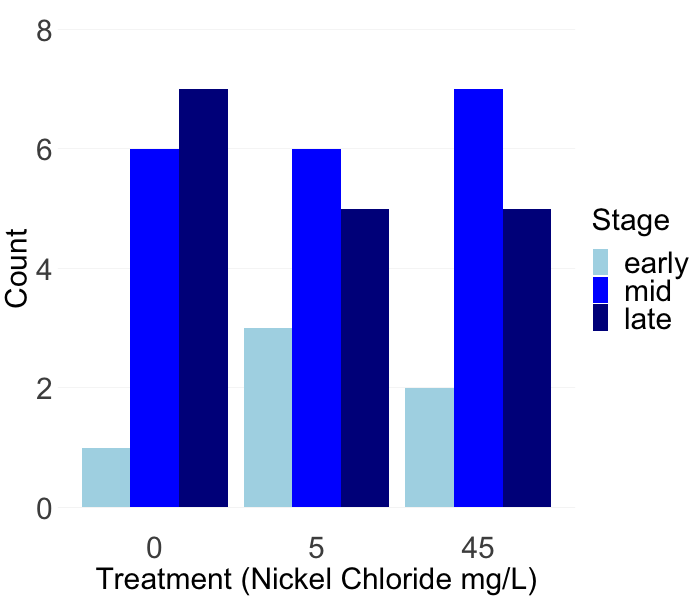 8
6
4
2
0
Count
0 5 45
Treatment (Nickel Chloride mg/L)
Stage
early
mid
late